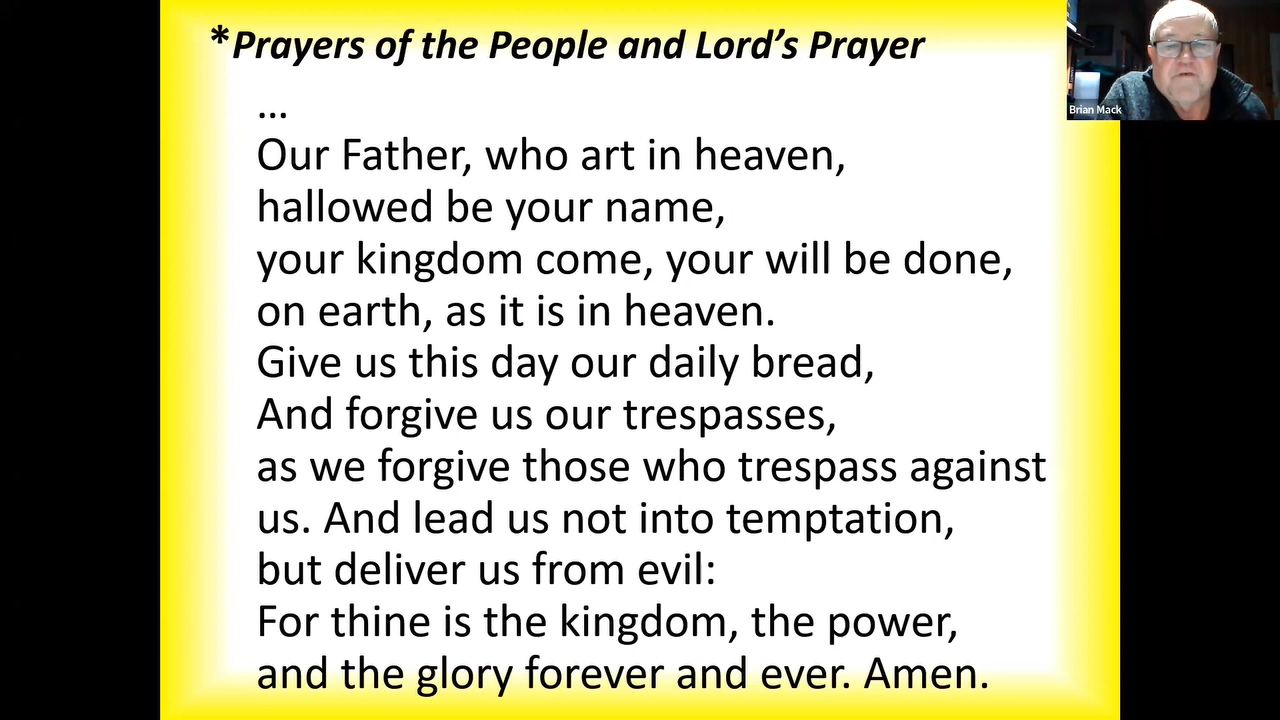 *Prayers of the People and Lord's Prayer
...
Our Father, who art in heaven,
hallowed be your name,
your kingdom come, your will be done,
on earth, as it is in heaven.
Give us this day our daily bread,
And forgive us our trespasses,
as we forgive those who trespass against
us. And lead us not into temptation,
but deliver us from evil:
For thine is the kingdom, the power,
and the glory forever and ever. Amen.
Brian Mack